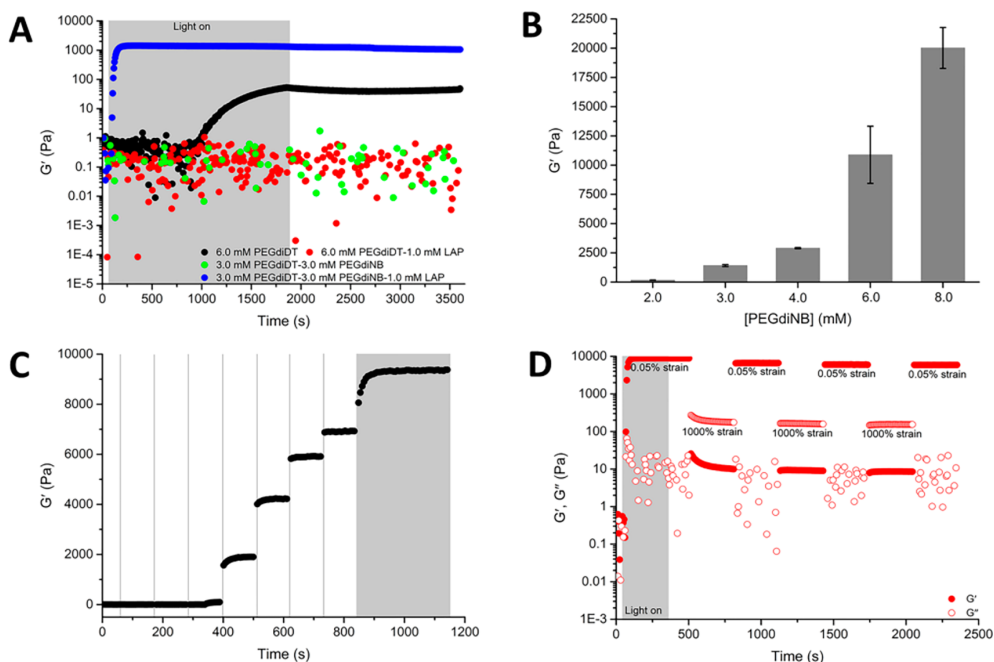 A
Light on
G′ (Pa)
10000
1000
100
10
1
0.1
0.01
1E-3
1E-4
1E-5
6.0 mM PEGdiDT 6.0 mM PEGdiDT-1.0 mM LAP
3.0 mM PEGdiDT-3.0 mM PEGdiNB
3.0 mM PEGdiDT-3.0 mM PEGdiNB-1.0 mM LAP
0 500 1000 1500 2000 2500 3000 3500
Time (s)
B
G′ (Pa)
22500
20000
17500
15000
12500
10000
7500
5000
2500
0
2.0 3.0 4.0 6.0 8.0
[PEGdiNB] (mM)
C
G′ (Pa)
10000
8000
6000
4000
2000
0
0 200 400 600 800 1000 1200
Time (s)
D
G′, G″ (Pa)
10000
1000
100
10
1
0.1
0.01
1E-3
0.05% strain
0.05% strain
0.05% strain
0.05% strain
1000% strain
1000% strain
1000% strain
Light on
G′
G″
0 500 1000 1500 2000 2500
Time (s)